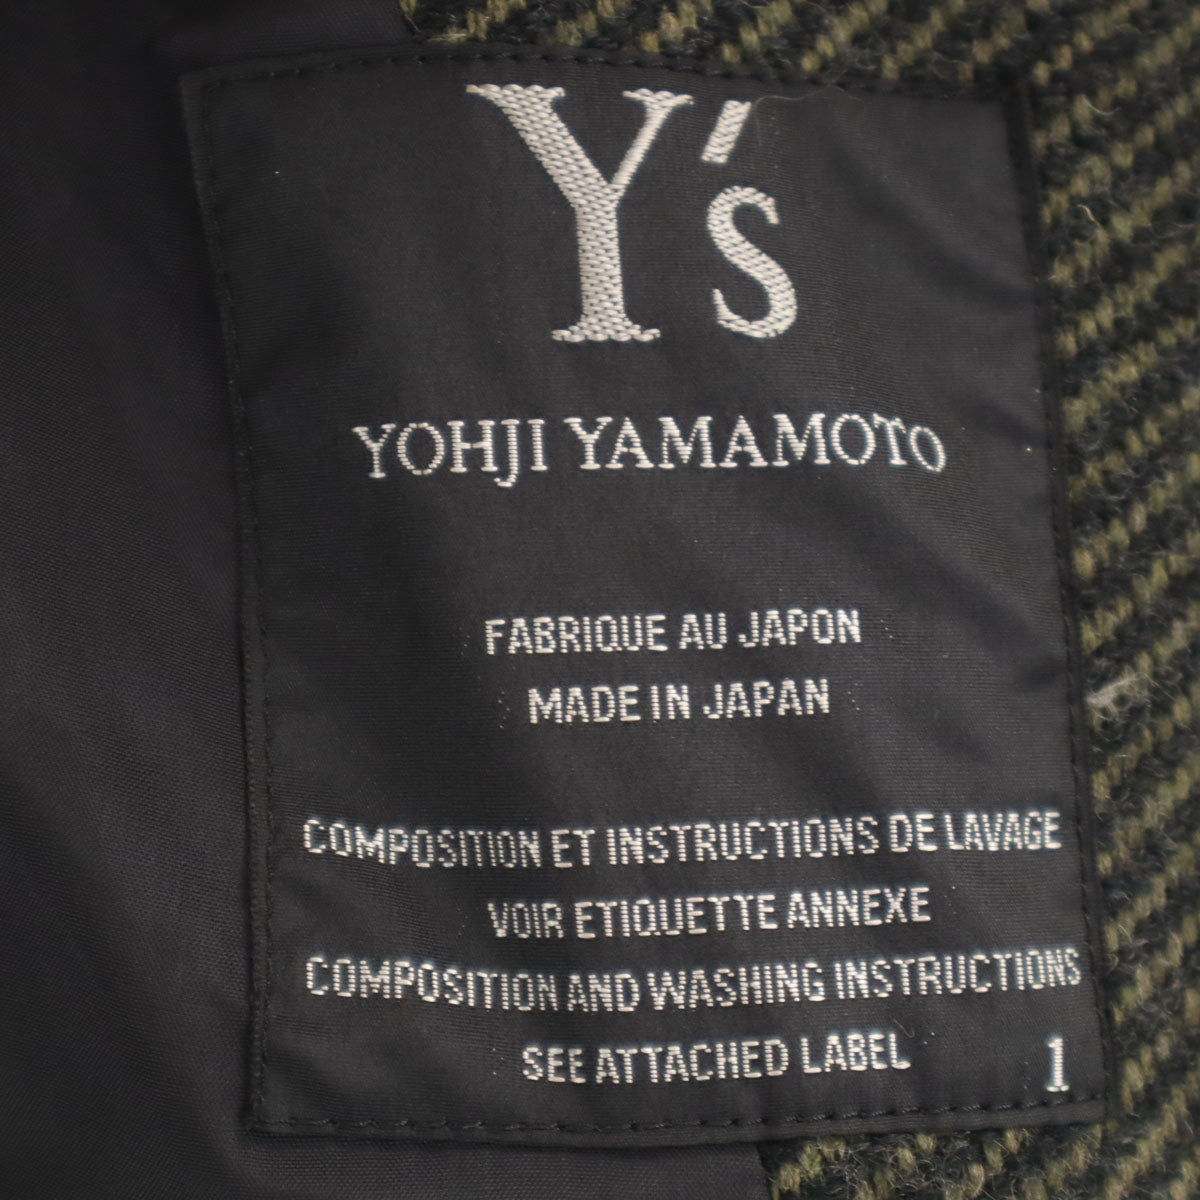 Y's
YOHJI YAMAMOTO
FABRIQUE AU JAPON
MADE IN JAPAN
COMPOSITION ET INSTRUCTIONS DE LAVAGE
VOIR ETIQUETTE ANNEXE
COMPOSITION AND WASHING INSTRUCTIONS
SEE ATTACHED LABEL
1